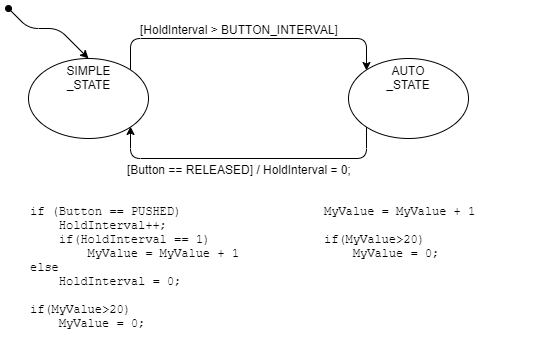 [HoldInterval > BUTTON_INTERVAL]
SIMPLE
_STATE
AUTO
_STATE
[Button == RELEASED] / HoldInterval = 0;
if (Button == PUSHED)
    HoldInterval++;
    if(HoldInterval == 1)
        MyValue = MyValue + 1
else
    HoldInterval = 0;

if(MyValue>20)
    MyValue = 0;
MyValue = MyValue + 1

if(MyValue>20)
    MyValue = 0;